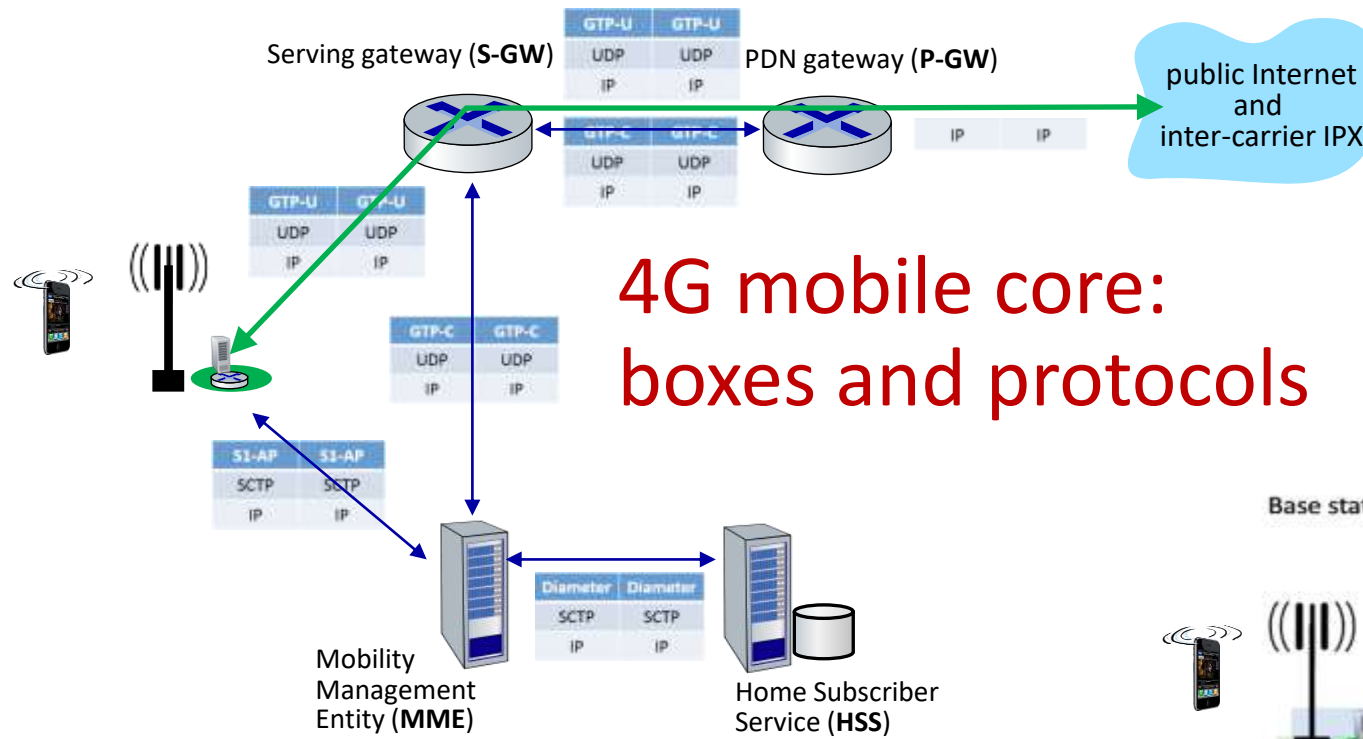 GTP-U GTP-U
UDP UDP
IP IP
Serving gateway (S-GW)
PDN gateway (P-GW)
public Internet
and
inter-carrier IPX
GTP-C GTP-C
UDP UDP
IP IP
IP IP
GTP-U GTP-U
UDP UDP
IP IP
4G mobile core:
boxes and protocols
GTP-C GTP-C
UDP UDP
IP IP
S1-AP S1-AP
SCTP SCTP
IP IP
Diameter Diameter
SCTP SCTP
IP IP
Mobility
Management
Entity (MME)
Home Subscriber
Service (HSS)
Base